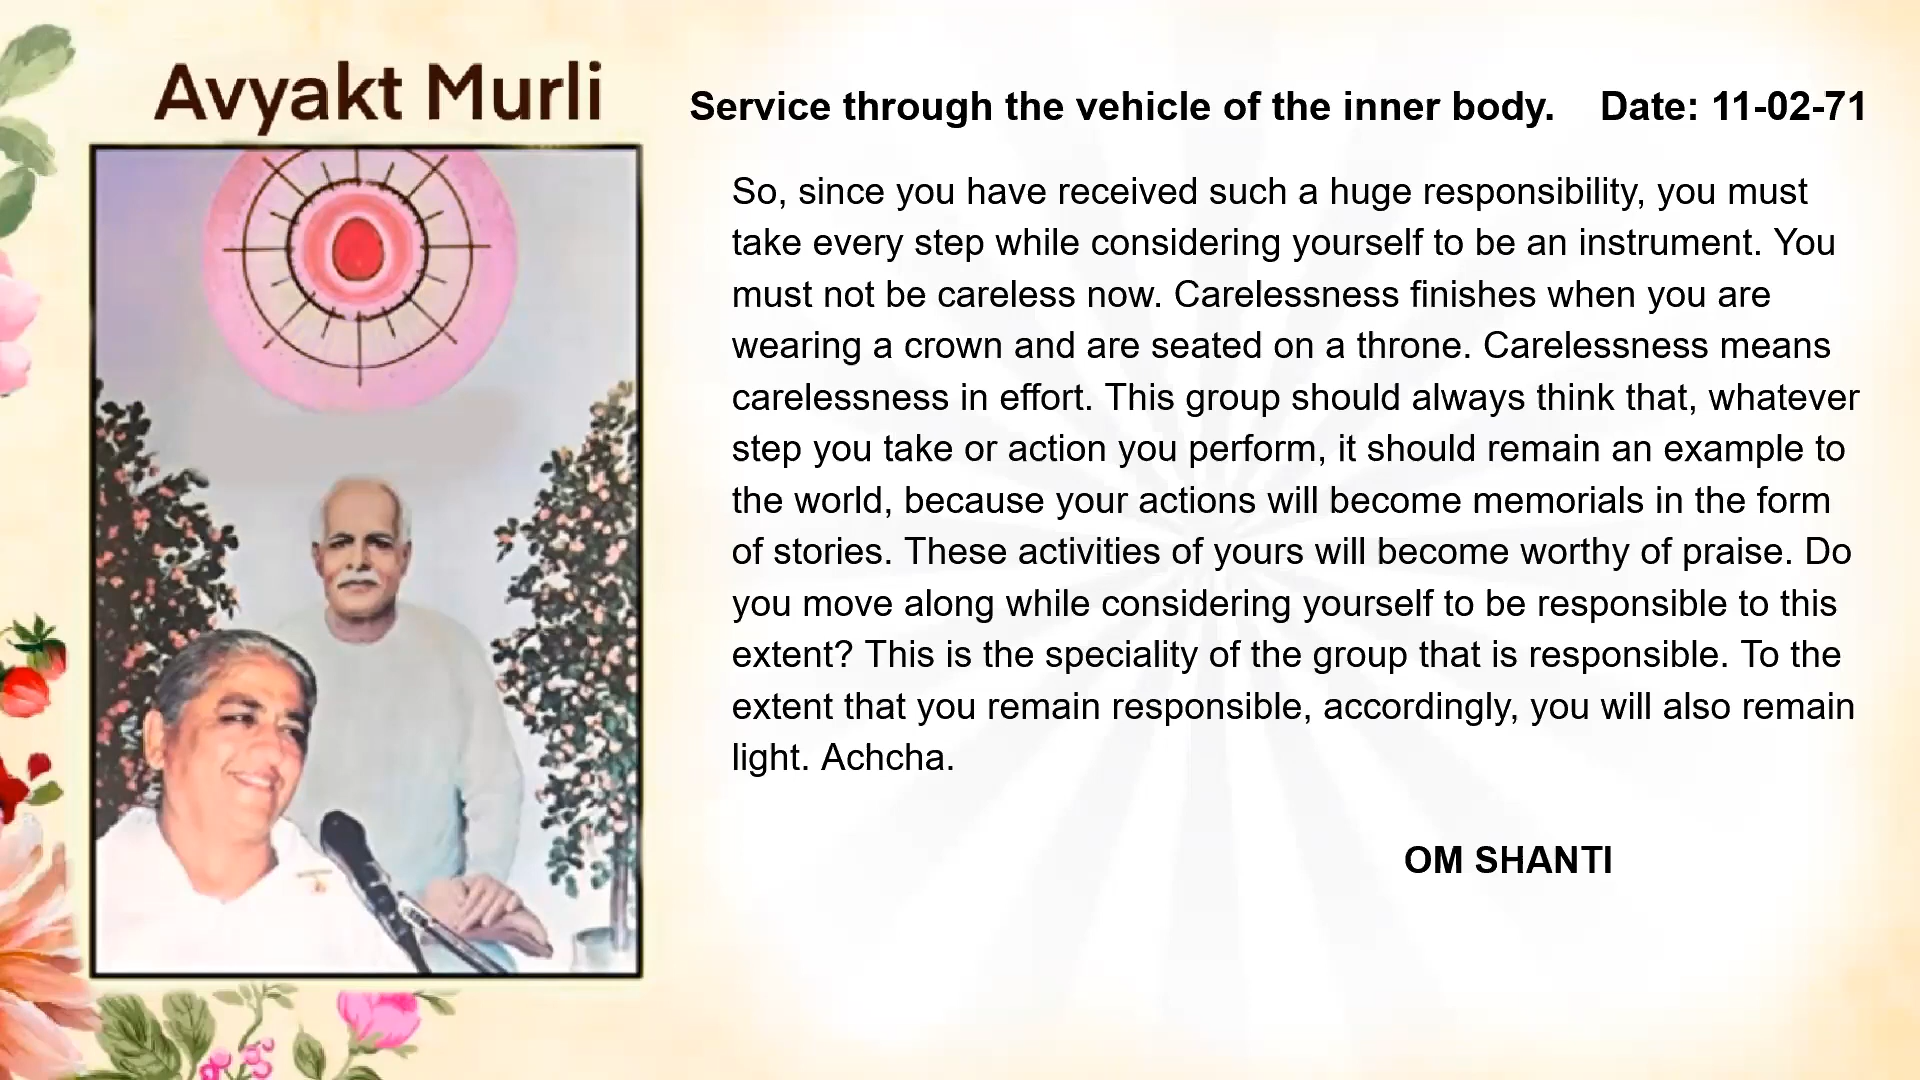 Avyakt Murli
Service through the vehicle of the inner body. Date: 11-02-71
So, since you have received such a huge responsibility, you must
take every step while considering yourself to be an instrument. You
must not be careless now. Carelessness finishes when you are
wearing a crown and are seated on a throne. Carelessness means
carelessness in effort. This group should always think that, whatever
step you take or action you perform, it should remain an example to
the world, because your actions will become memorials in the form
of stories. These activities of yours will become worthy of praise. Do
you move along while considering yourself to be responsible to this
extent? This is the speciality of the group that is responsible. To the
extent that you remain responsible, accordingly, you will also remain
light. Achcha.
OM SHANTI